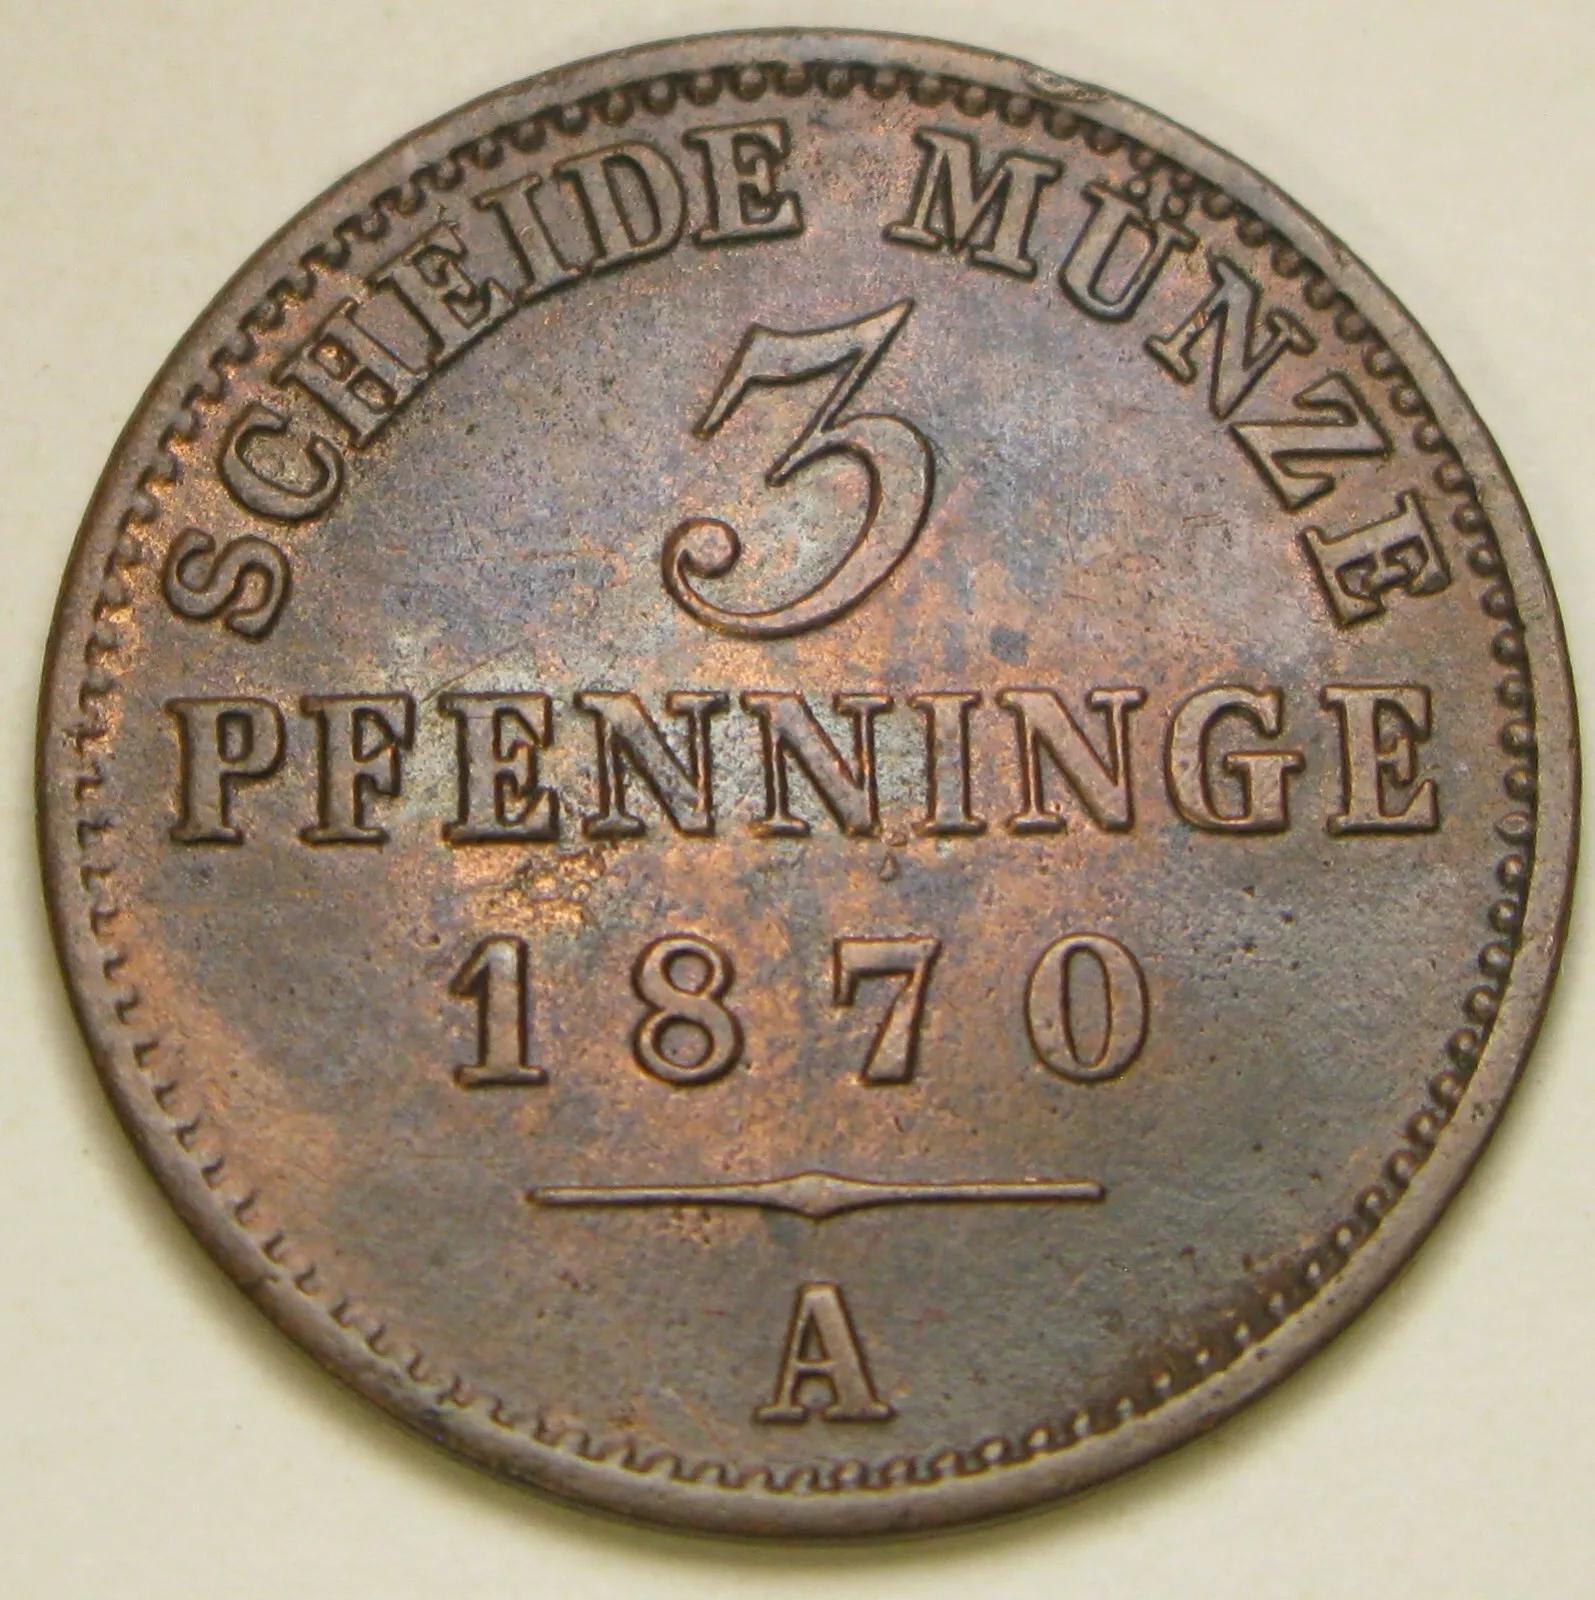 SCHEIDE MÜNZE
3
PFENNINGE
1870
A